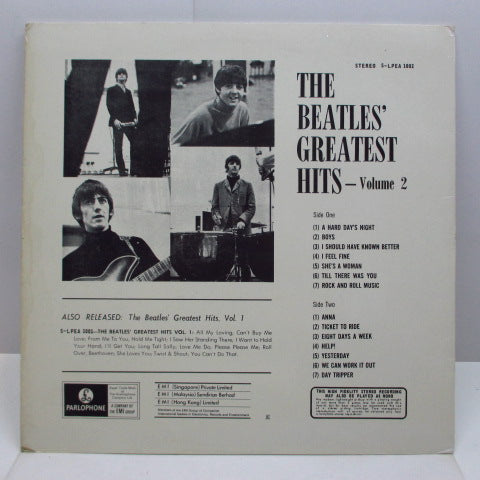 STEREO S-LPEA 1002
THE
BEATLES'
GREATEST
HITS—Volume 2
Side One
(1) A HARD DAY'S NIGHT
(2) BOYS
(3) I SHOULD HAVE KNOWN BETTER
(4) I FEEL FINE
(5) SHE'S A WOMAN
(6) TILL THERE WAS YOU
(7) ROCK AND ROLL MUSIC
Side Two
(1) ANNA
(2) TICKET TO RIDE
(3) EIGHT DAYS A WEEK
(4) HELP!
(5) YESTERDAY
(6) WE CAN WORK IT OUT
(7) DAY TRIPPER
ALSO RELEASED: The Beatles' Greatest Hits, Vol. 1
S-LPEA 1001—THE BEATLES' GREATEST HITS VOL. 1: All My Loving, Can't Buy Me
Love, From Me To You, Hold Me Tight, I Saw Her Standing There, I Want to Hold
Your Hand, I'll Get You, Long Tall Sally, Love Me Do, Please Please Me, Roll
Over, Beethoven, She Loves You, Twist & Shout, You Can't Do That.
PARLOPHONE
A COMPANY OF
THE EMI GROUP
E M I (Singapore) Private Limited
E M I (Malaysia) Sendirian Berhad
E M I (Hong Kong) Limited
THIS HIGH FIDELITY STEREO RECORDING
MAY ALSO BE PLAYED AS MONO